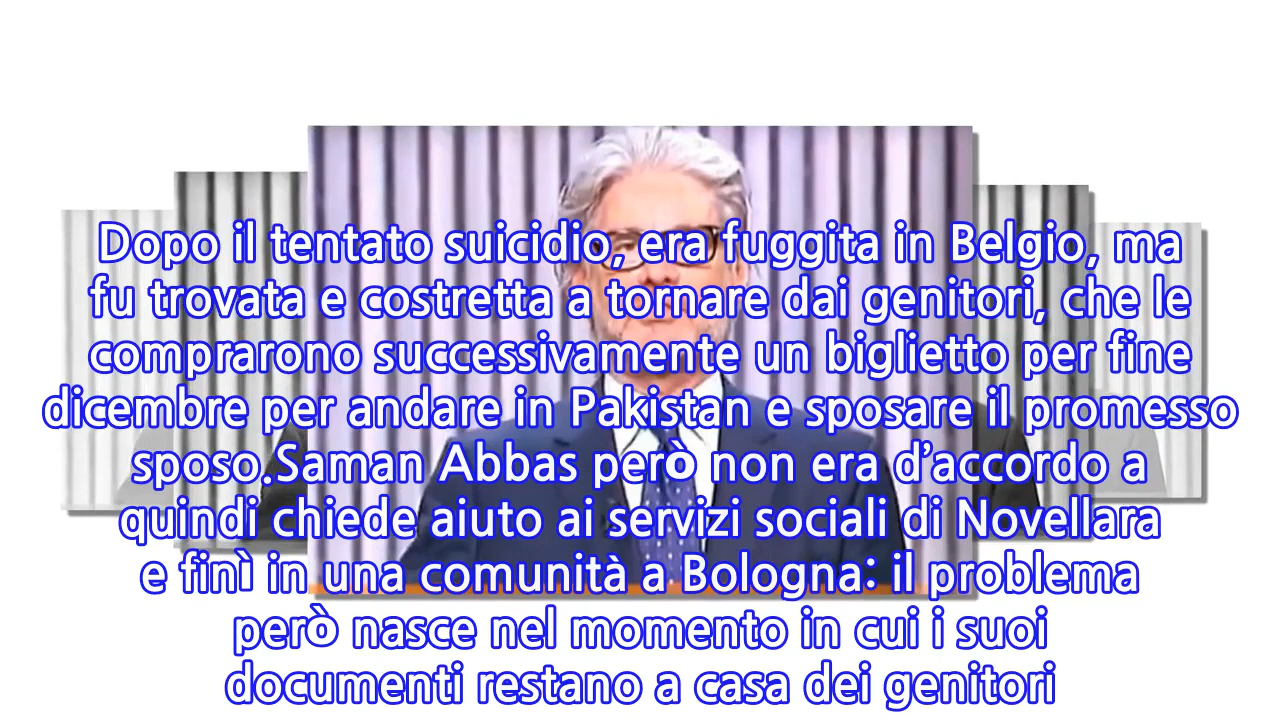 Dopo il tentato suicidio, era fuggita in Belgio, ma
fu trovata e costretta a tornare dai genitori, che le
comprarono successivamente un biglietto per fine
dicembre per andare in Pakistan e sposare il promesso
sposo.Saman Abbas però non era d'accordo a
quindi chiede aiuto ai servizi sociali di Novellara
e finì in una comunità a Bologna: il problema
però nasce nel momento in cui i suoi
documenti restano a casa dei genitori